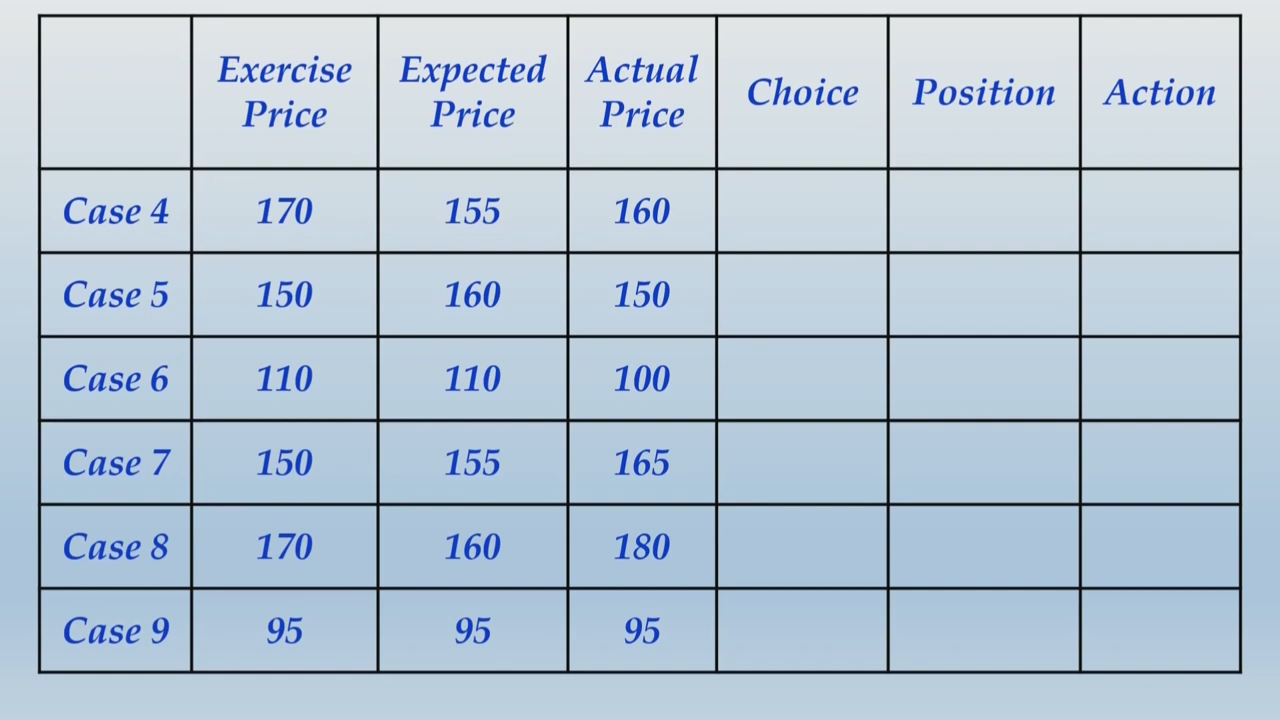 Exercise Price Expected Price Actual Price Choice Position Action
Case 4 170 155 160
Case 5 150 160 150
Case 6 110 110 100
Case 7 150 155 165
Case 8 170 160 180
Case 9 95 95 95